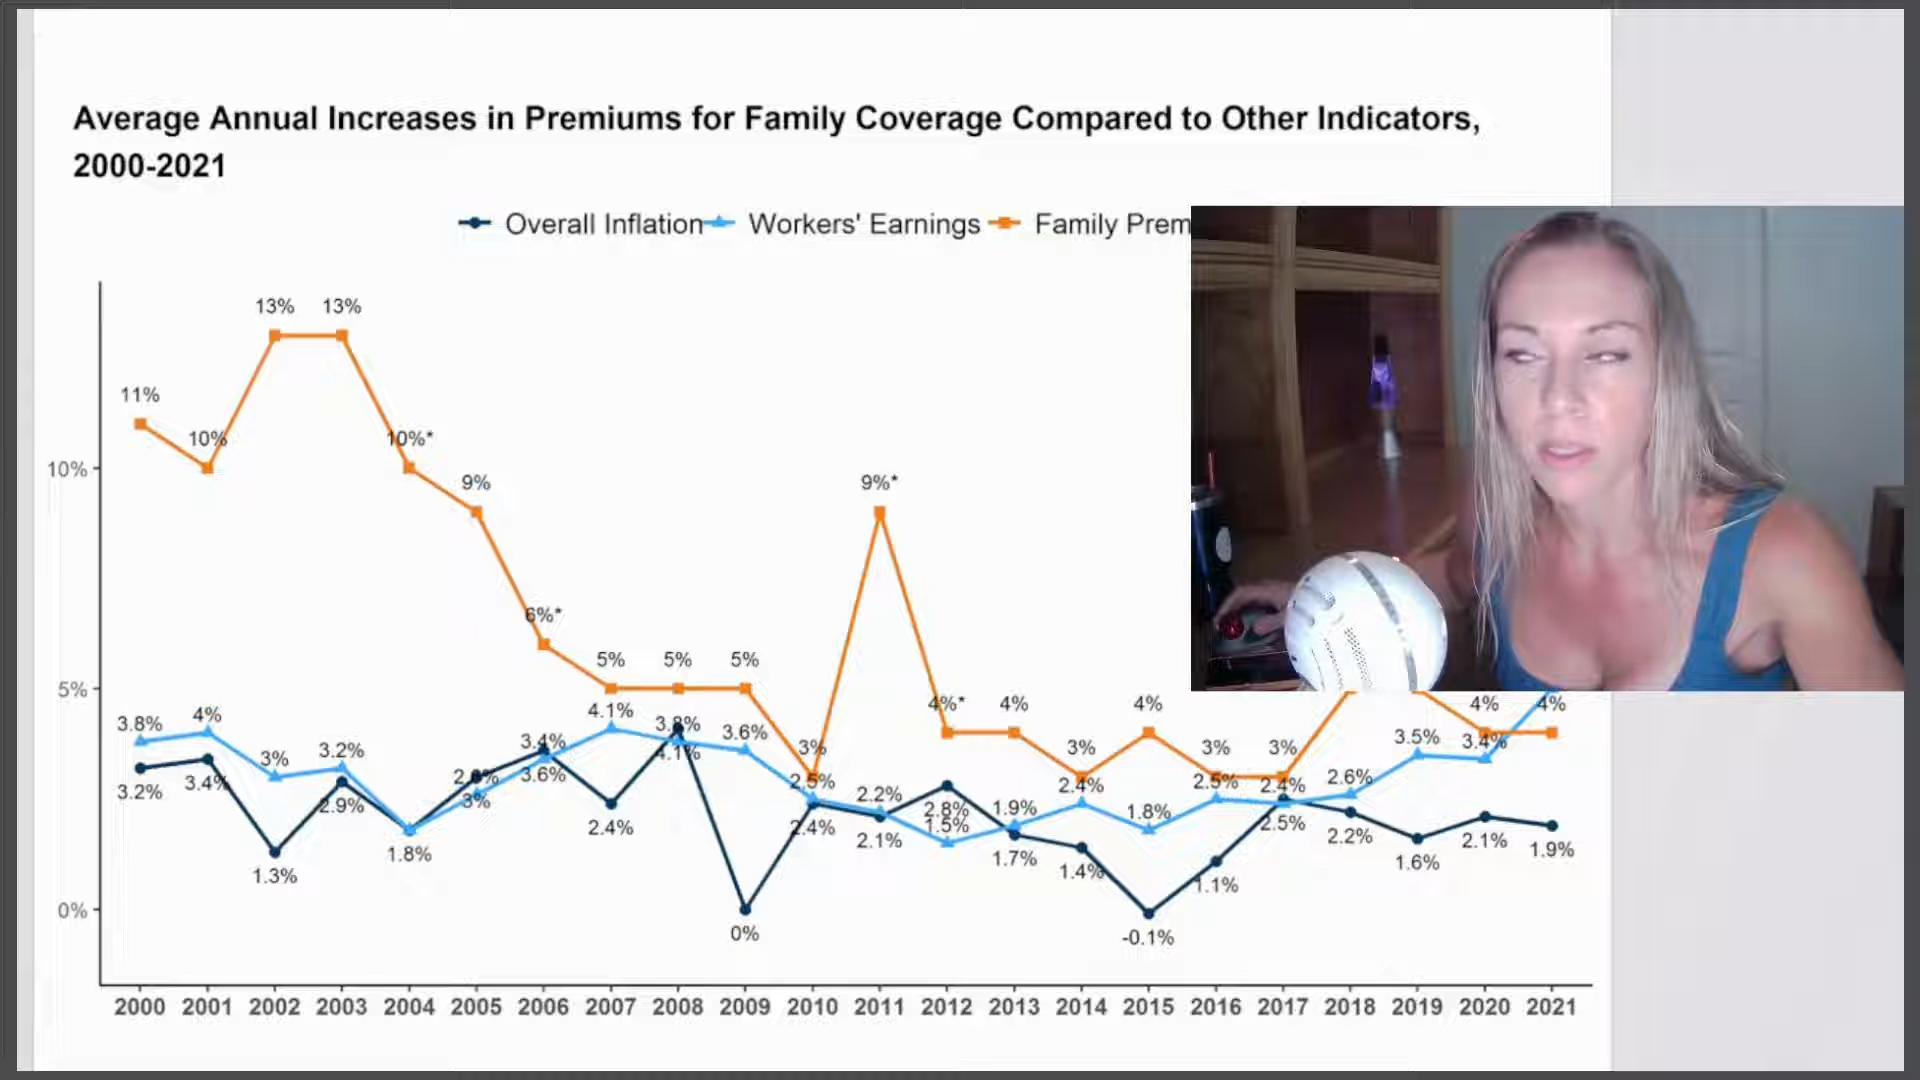 Average Annual Increases in Premiums for Family Coverage Compared to Other Indicators,
2000-2021
Overall Inflation Workers' Earnings Family Prem
13% 13%
11%
10% 10%*
10%
9% 9%*
6%*
5% 5% 5%
5%
4%* 4% 4% 4% 4%
3.8% 4% 3% 3.2% 3.4% 4.1% 3.8% 3.6% 3% 3% 3% 3% 3.5% 3.4%
3.2% 3.4% 2.9% 3% 3.6% 4.1% 2.5% 2.2% 2.8% 1.9% 2.4% 1.8% 2.5% 2.4% 2.6%
1.5%
1.3% 1.8% 2.4% 2.4% 2.1% 1.7% 1.4% 1.1% 2.5% 2.2% 1.6% 2.1% 1.9%
0%
0% -0.1%
2000 2001 2002 2003 2004 2005 2006 2007 2008 2009 2010 2011 2012 2013 2014 2015 2016 2017 2018 2019 2020 2021